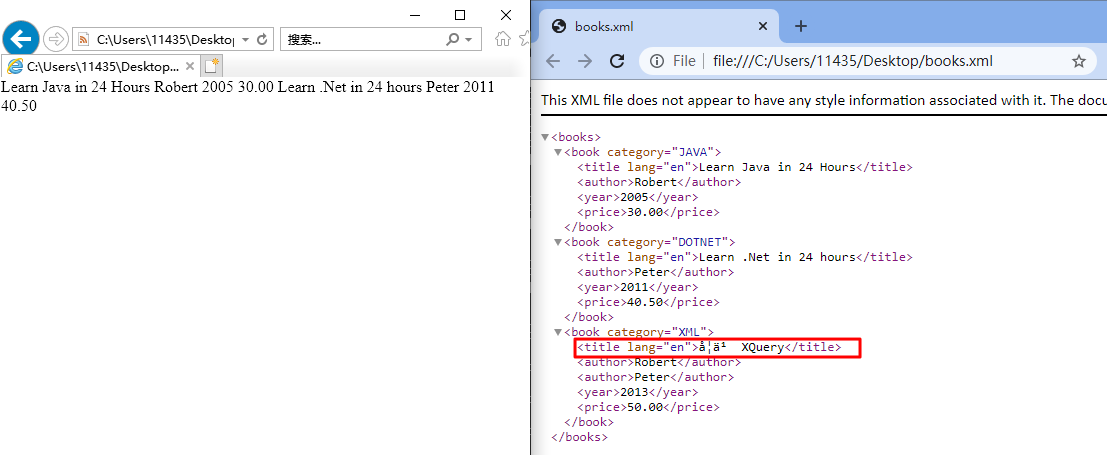 C:\Users\11435\Desktop
搜索...
C:\Users\11435\Desktop...
Learn Java in 24 Hours Robert 2005 30.00 Learn .Net in 24 hours Peter 2011
40.50
books.xml
File
file:///C:/Users/11435/Desktop/books.xml
This XML file does not appear to have any style information associated with it. The docu
<books>
<book category="JAVA">
<title lang="en">Learn Java in 24 Hours</title>
<author>Robert</author>
<year>2005</year>
<price>30.00</price>
</book>
<book category="DOTNET">
<title lang="en">Learn .Net in 24 hours</title>
<author>Peter</author>
<year>2011</year>
<price>40.50</price>
</book>
<book category="XML">
<title lang="en">å¦ä¹ XQuery</title>
<author>Robert</author>
<author>Peter</author>
<year>2013</year>
<price>50.00</price>
</book>
</books>